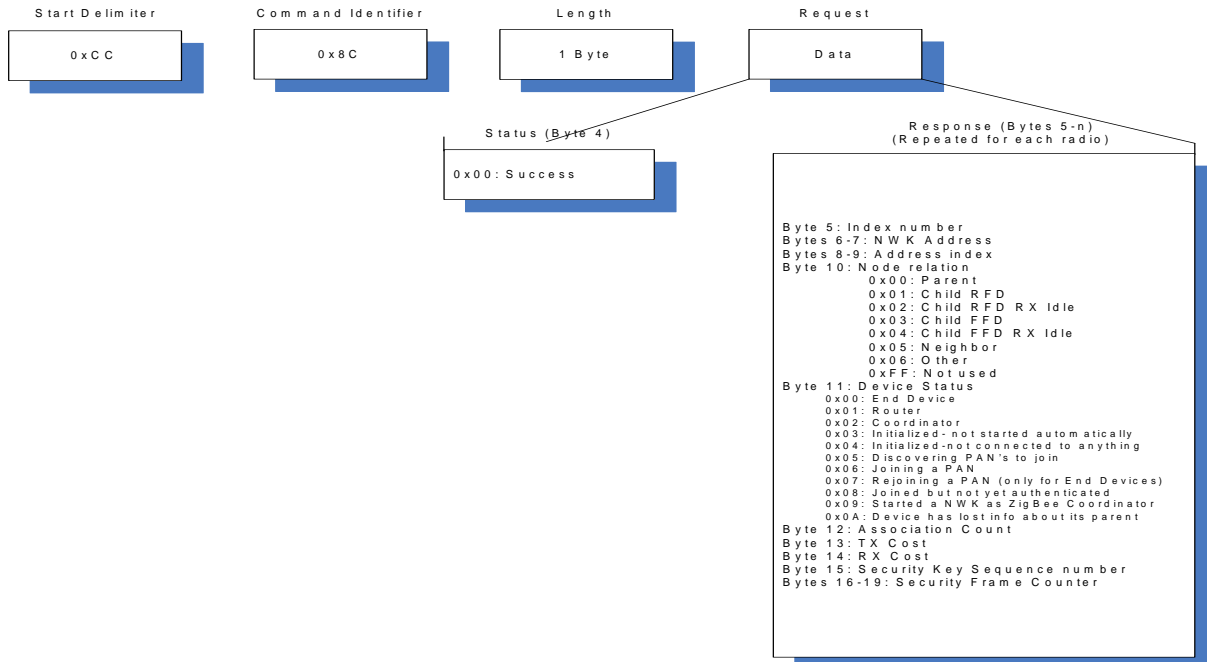 Start Delimiter
Command Identifier
Length
Request
0xCC
0x8C
1 Byte
Data
Status (Byte 4)
0x00: Success
Response (Bytes 5-n)
(Repeated for each radio)
Byte 5: Index number
Bytes 6-7: NWK Address
Bytes 8-9: Address index
Byte 10: Node relation
0x00: Parent
0x01: Child RFD
0x02: Child RFD RX Idle
0x03: Child FFD
0x04: Child FFD RX Idle
0x05: Neighbor
0x06: Other
0xFF: Not used
Byte 11: Device Status
0x00: End Device
0x01: Router
0x02: Coordinator
0x03: Initialized- not started automatically
0x04: Initialized-not connected to anything
0x05: Discovering PAN's to join
0x06: Joining a PAN
0x07: Rejoining a PAN (only for End Devices)
0x08: Joined but not yet authenticated
0x09: Started a NWK as ZigBee Coordinator
0x0A: Device has lost info about its parent
Byte 12: Association Count
Byte 13: TX Cost
Byte 14: RX Cost
Byte 15: Security Key Sequence number
Bytes 16-19: Security Frame Counter